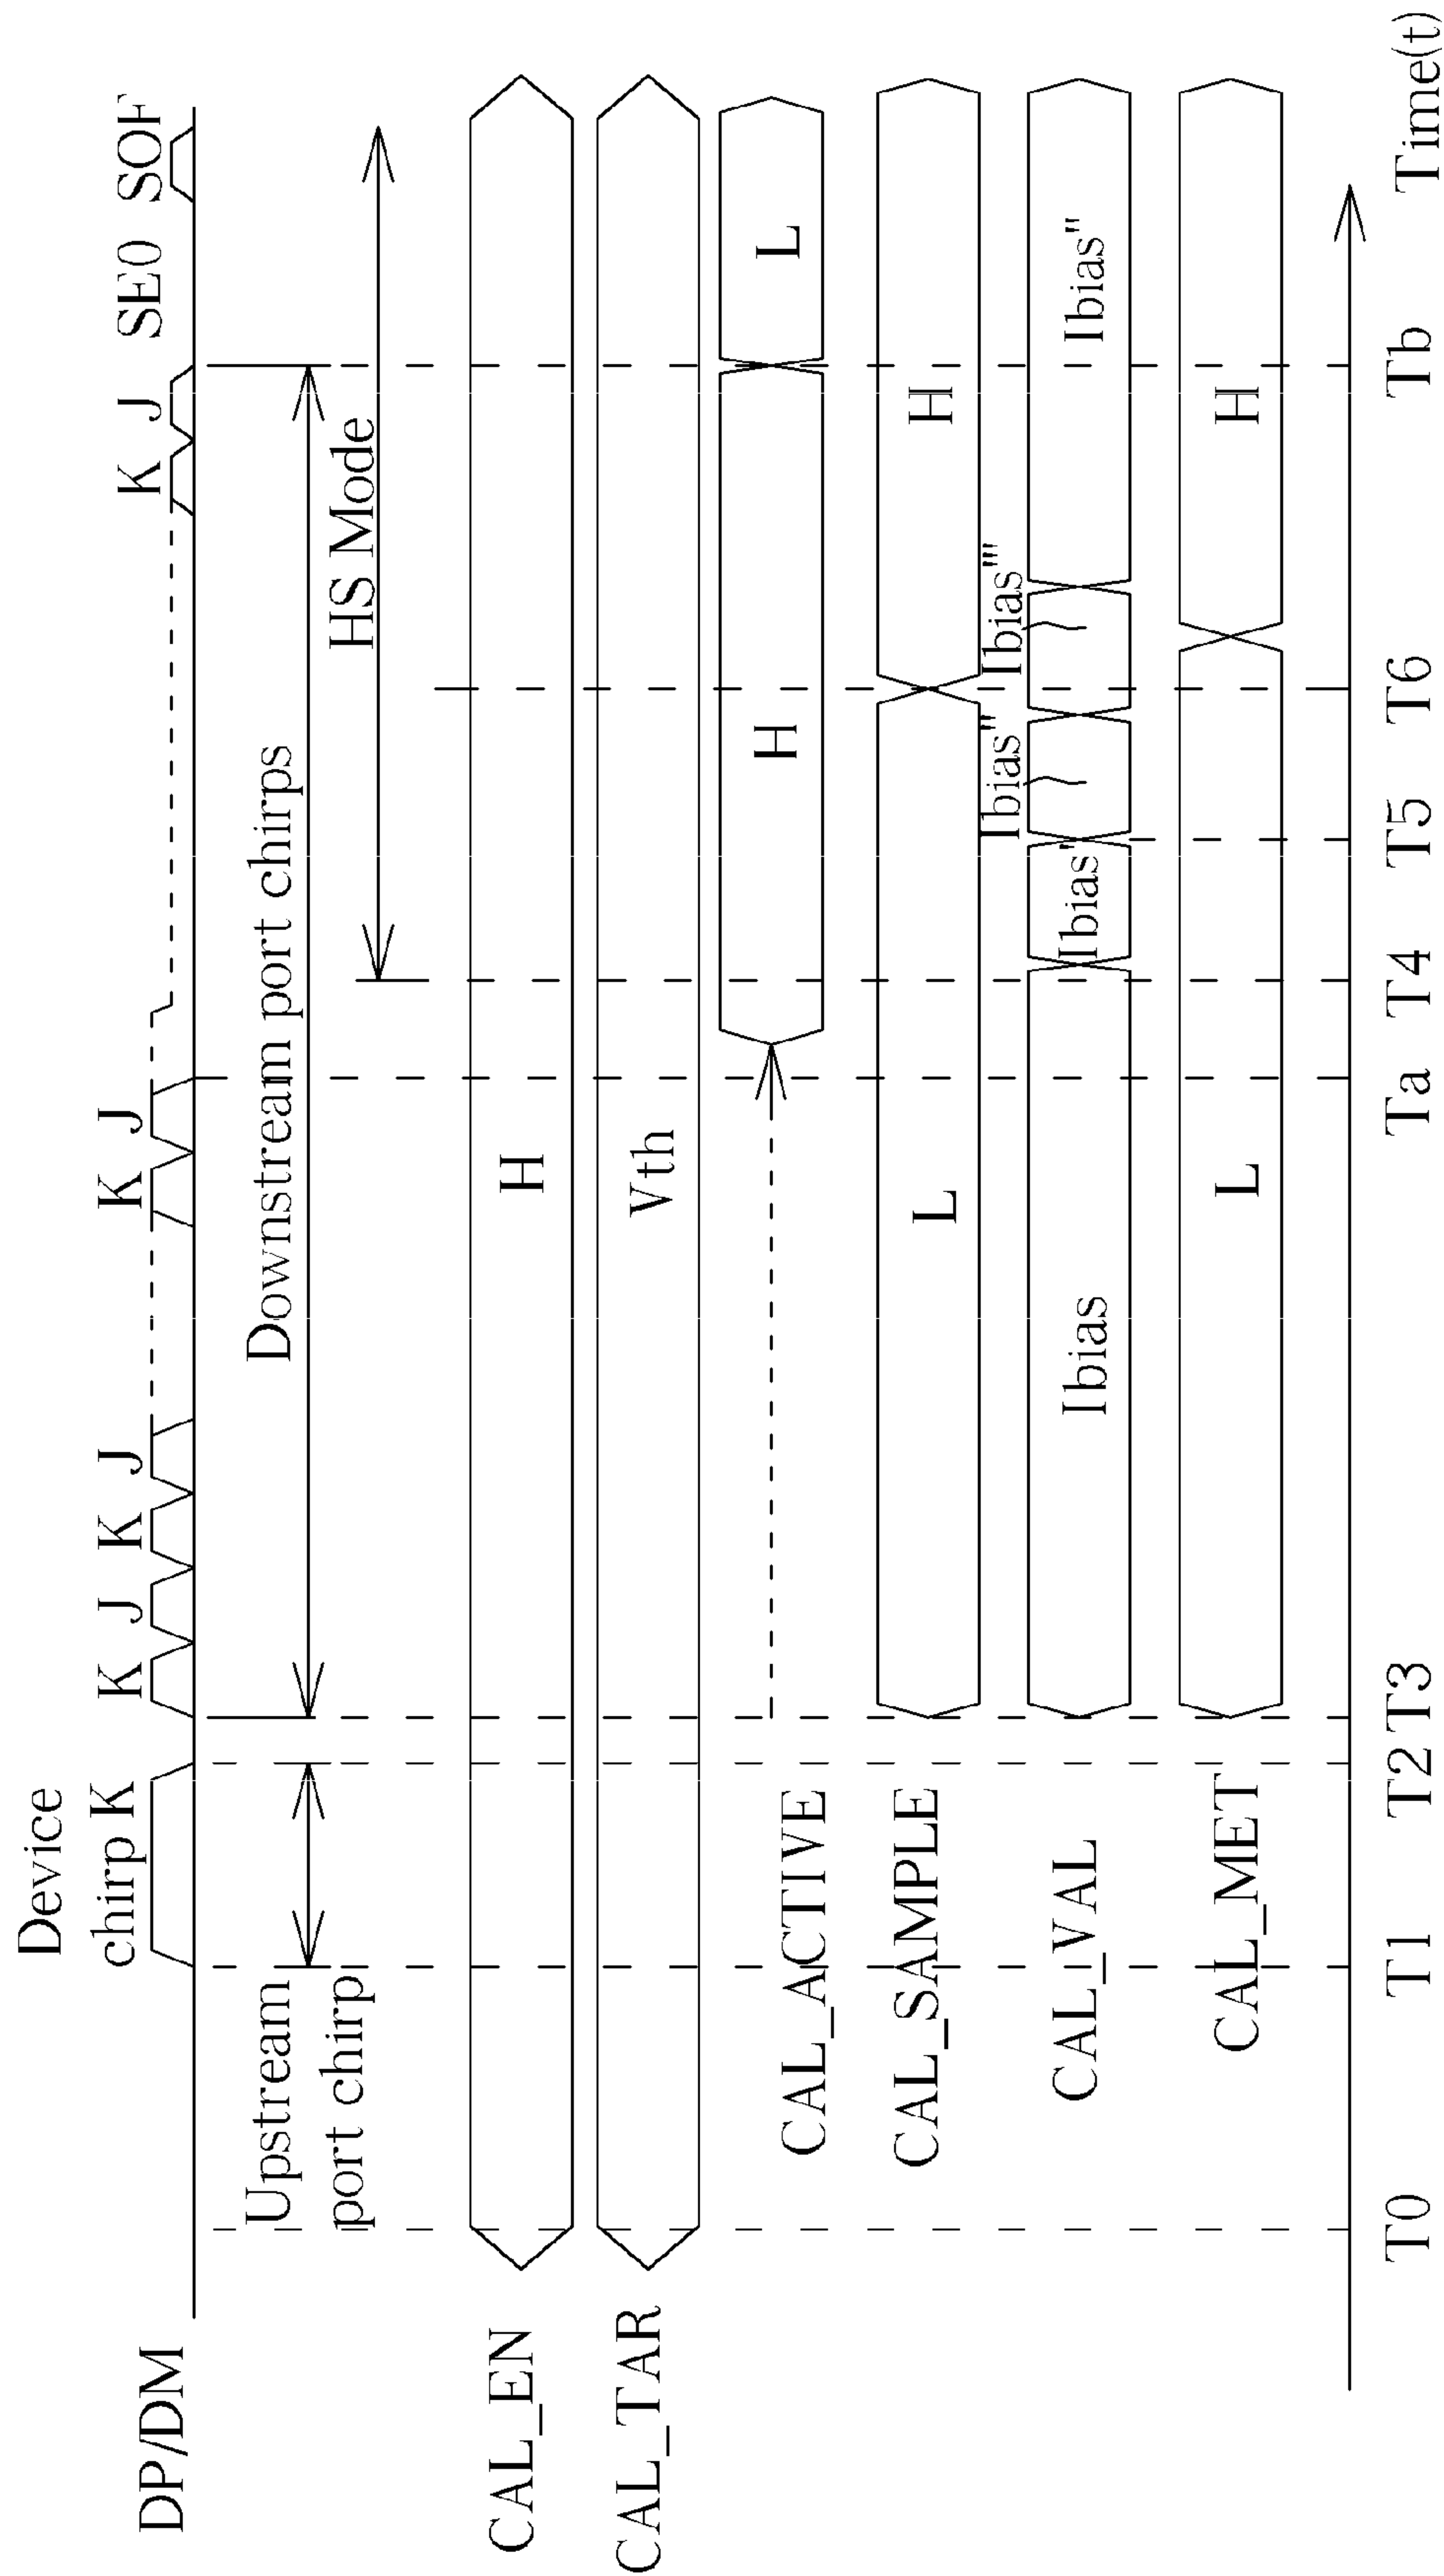 Device
chirp K
K J K J K J K J SE0 SOF
DP/DM
Upstream
port chirp
Downstream port chirps
HS Mode
CAL_EN
H
CAL_TAR
Vth
CAL_ACTIVE
H
L
CAL_SAMPLE
L
H
CAL_VAL
Ibias
Ibias'
Ibias"
Ibias'"
Ibias"
CAL_MET
L
H
T0 T1 T2 T3 Ta T4 T5 T6 Tb Time(t)